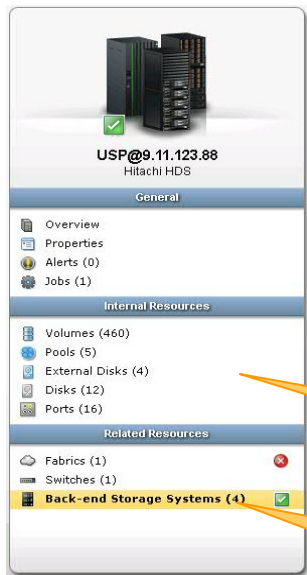 USP@9.11.123.88
Hitachi HDS
General
Overview
Properties
Alerts (0)
Jobs (1)
Internal Resources
Volumes (460)
Pools (5)
External Disks (4)
Disks (12)
Ports (16)
Related Resources
Fabrics (1)
Switches (1)
Back-end Storage Systems (4)